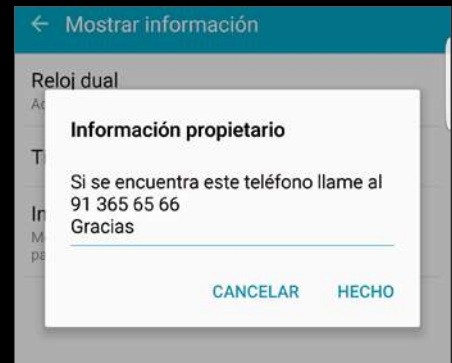 ← Mostrar información
Reloj dual
Información propietario
Si se encuentra este teléfono llame al
91 365 65 66
Gracias
CANCELAR HECHO